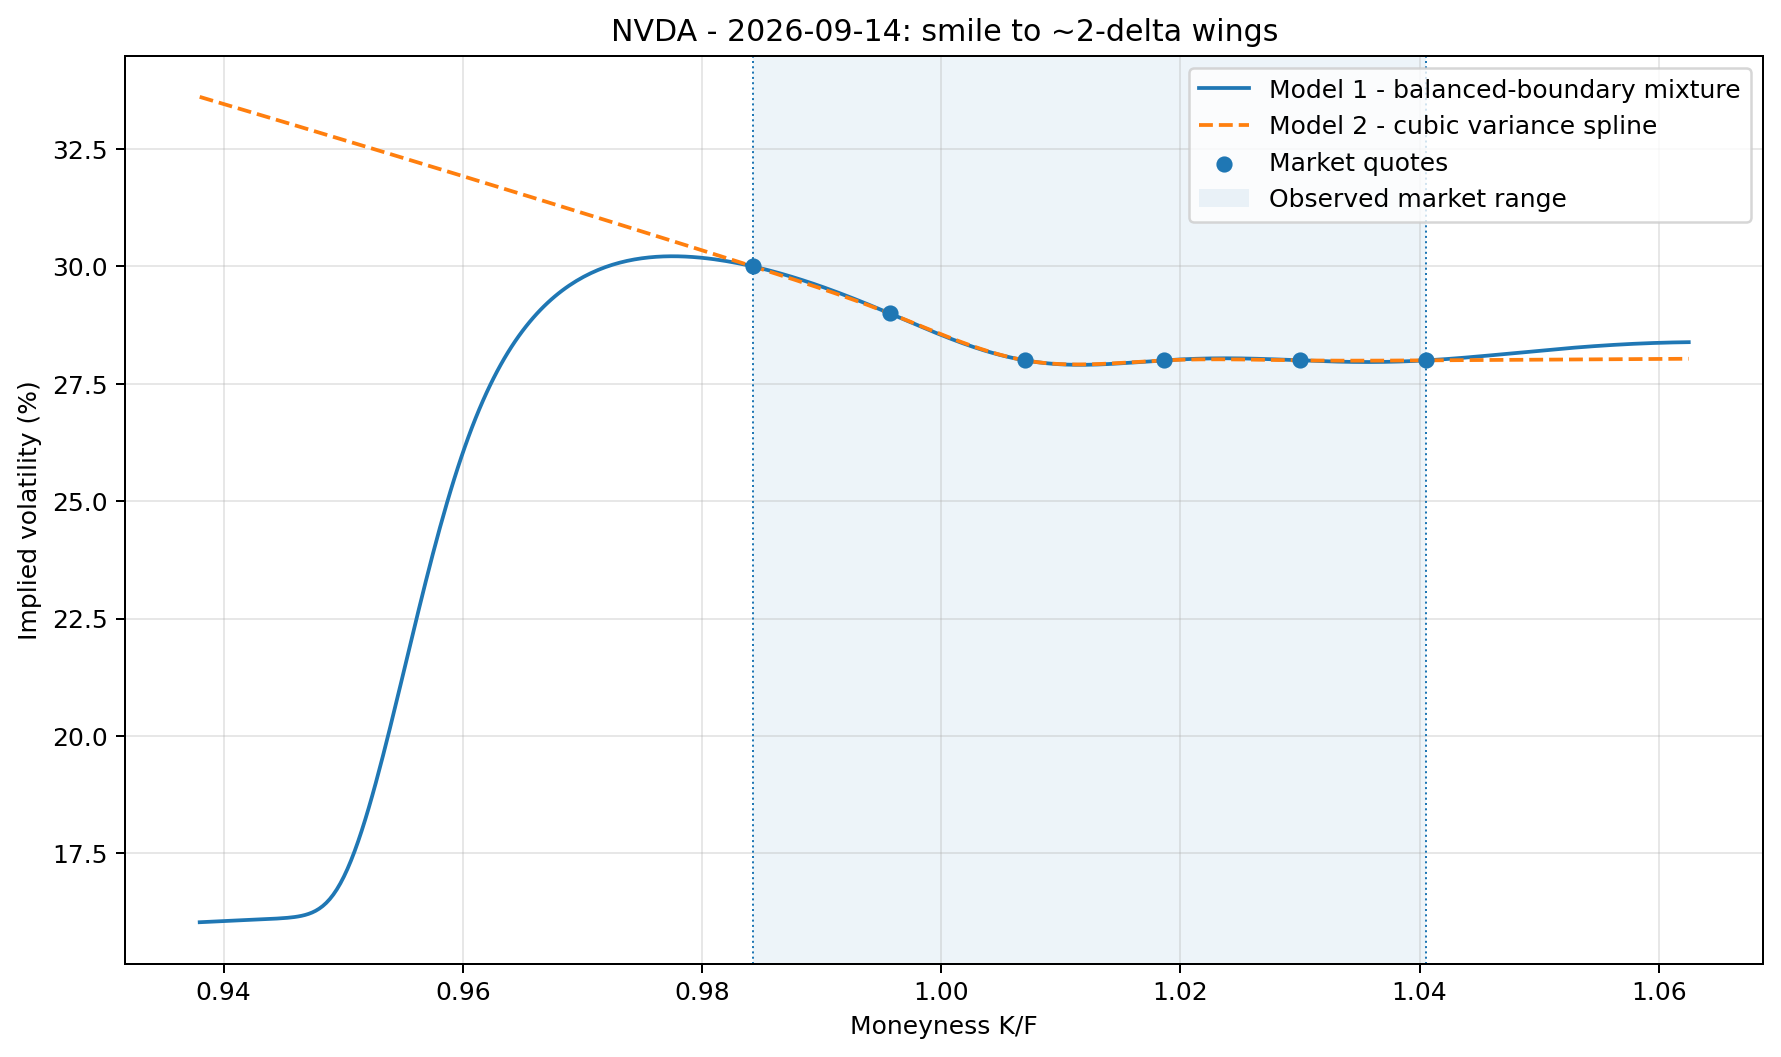 NVDA - 2026-09-14: smile to ~2-delta wings
Model 1 - balanced-boundary mixture
Model 2 - cubic variance spline
Market quotes
Observed market range
Implied volatility (%)
32.5
30.0
27.5
25.0
22.5
20.0
17.5
0.94 0.96 0.98 1.00 1.02 1.04 1.06
Moneyness K/F